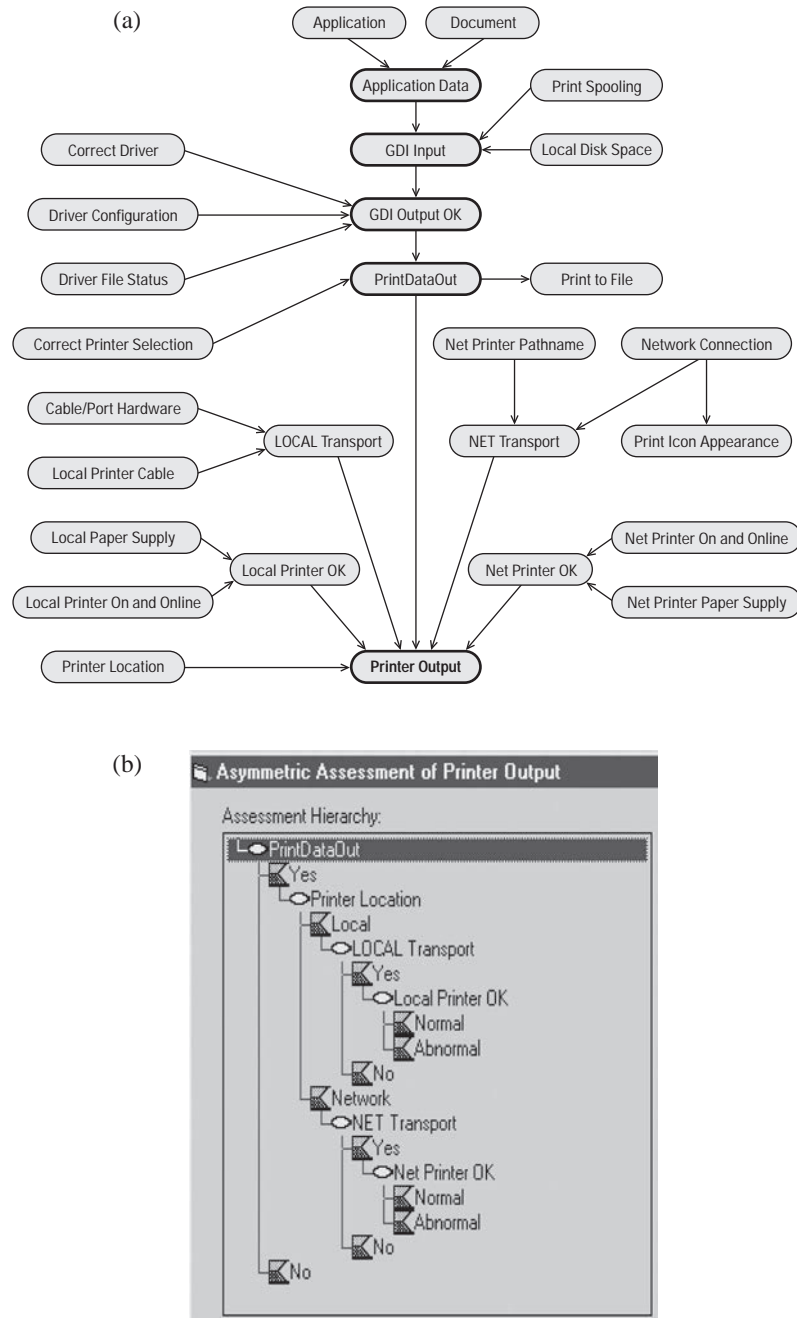 (a)
Application
Document
Application Data
Print Spooling
Correct Driver
GDI Input
Local Disk Space
Driver Configuration
GDI Output OK
Driver File Status
PrintDataOut
Print to File
Correct Printer Selection
Net Printer Pathname
Network Connection
Cable/Port Hardware
LOCAL Transport
NET Transport
Print Icon Appearance
Local Printer Cable
Local Paper Supply
Net Printer On and Online
Local Printer OK
Net Printer OK
Local Printer On and Online
Net Printer Paper Supply
Printer Location
Printer Output
(b)
Asymmetric Assessment of Printer Output
Assessment Hierarchy:
PrintDataOut
Yes
Printer Location
Local
LOCAL Transport
Yes
Local Printer OK
Normal
Abnormal
No
Network
NET Transport
Yes
Net Printer OK
Normal
Abnormal
No
No